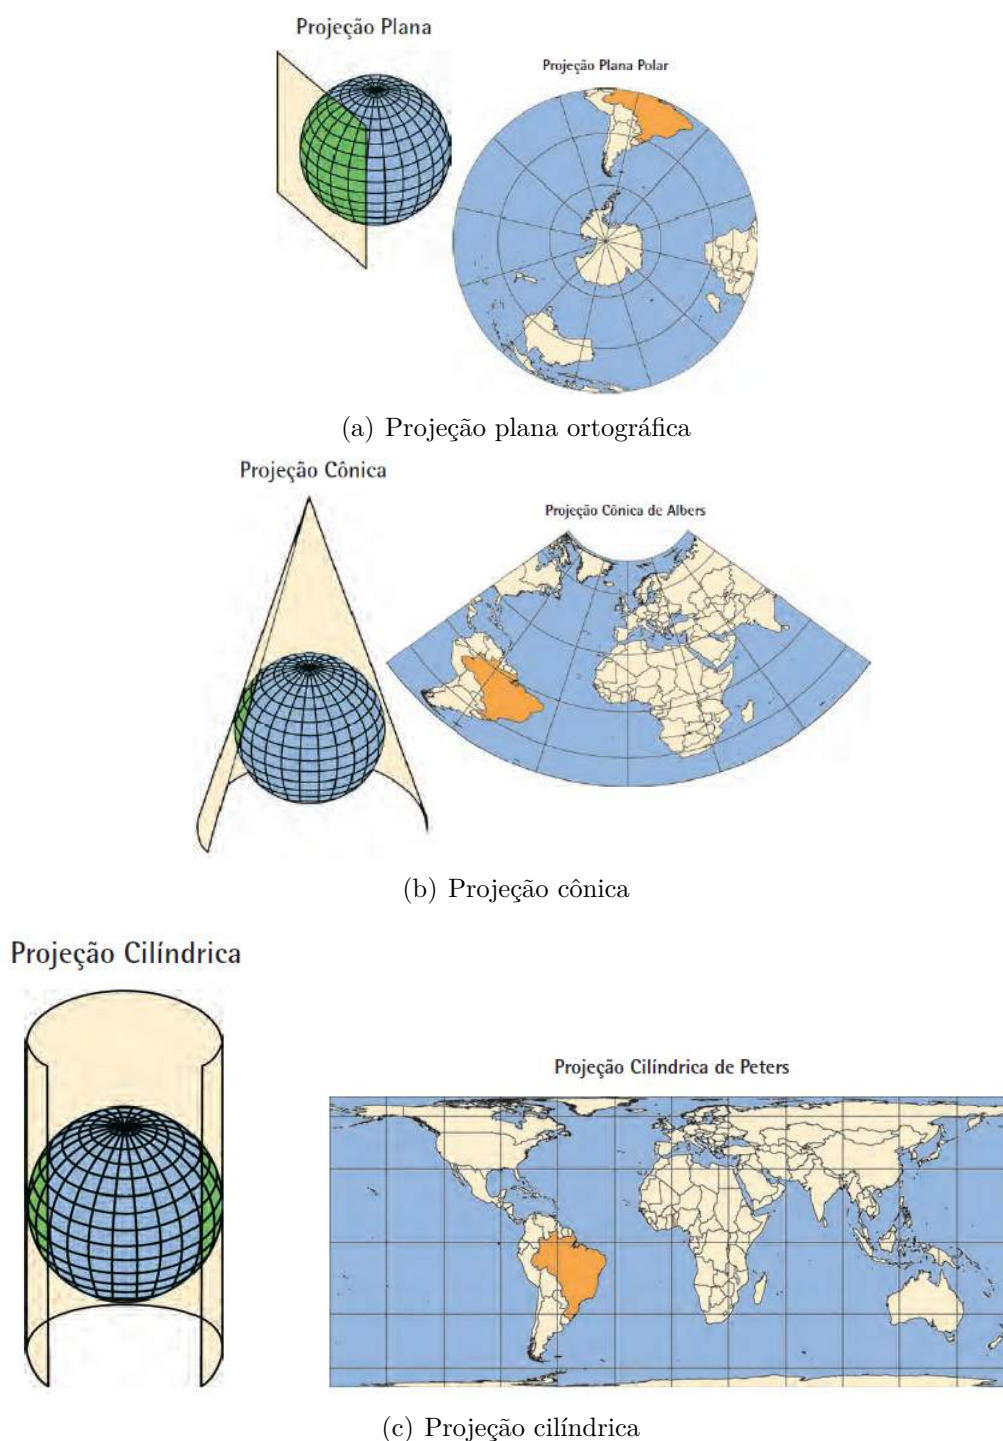 Projeção Plana
Projeção Plana Polar
(a) Projeção plana ortográfica
Projeção Cônica
Projeção Cônica de Albers
(b) Projeção cônica
Projeção Cilíndrica
Projeção Cilíndrica de Peters
(c) Projeção cilíndrica